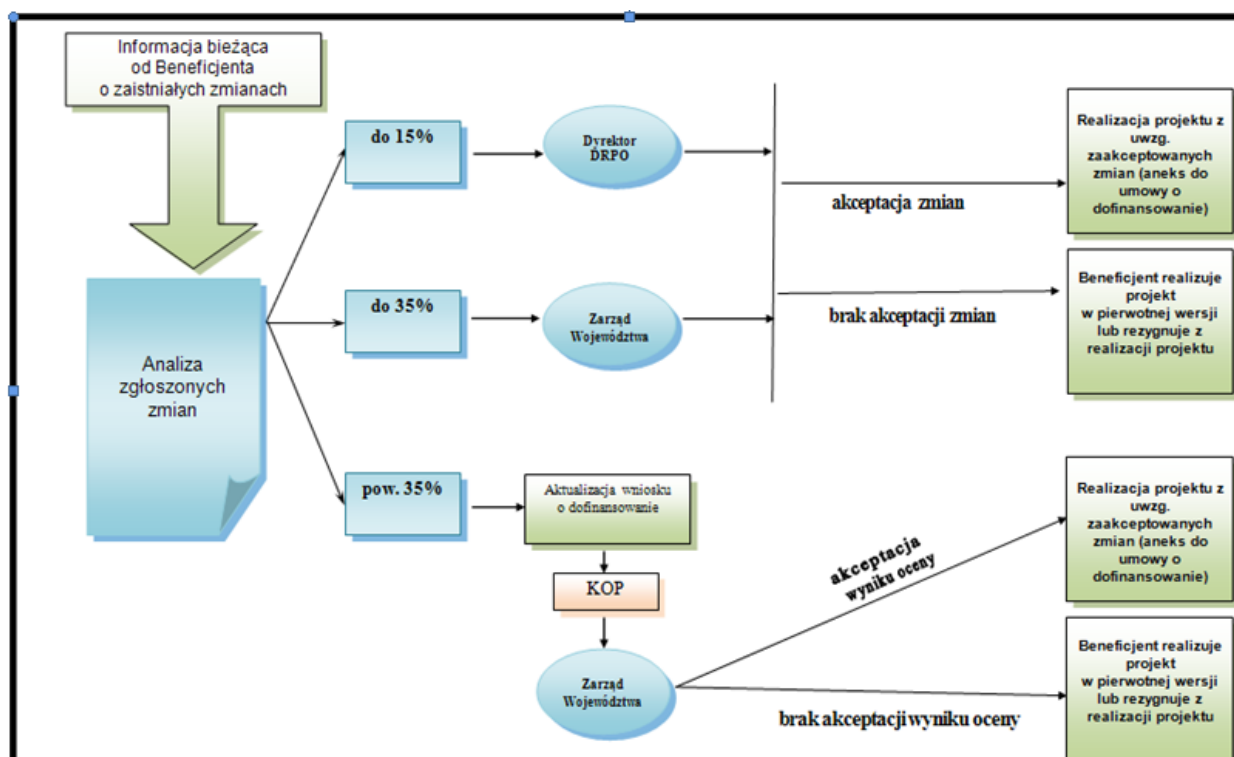 Informacja bieżąca
od Beneficjenta
o zaistniałych zmianach
Analiza
zgłoszonych
zmian
do 15%
Dyrektor
DRPO
akceptacja zmian
Realizacja projektu z
uwzg.
zaakceptowanych
zmian (aneks do
umowy o
dofinansowanie)
do 35%
Zarząd
Województwa
brak akceptacji zmian
Beneficjent realizuje
projekt
w pierwotnej wersji
lub rezygnuje z
realizacji projektu
pow. 35%
Aktualizacja wniosku
o dofinansowanie
KOP
Zarząd
Województwa
akceptacja
wyniku oceny
Realizacja projektu z
uwzg.
zaakceptowanych
zmian (aneks do
umowy o
dofinansowanie)
brak akceptacji wyniku oceny
Beneficjent realizuje
projekt
w pierwotnej wersji
lub rezygnuje z
realizacji projektu